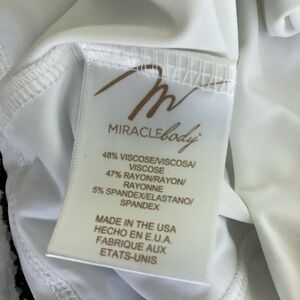 MIRACLEbody
48% VISCOSE/VISCOSA/
VISCOSE
47% RAYON/RAYON/
RAYONNE
5% SPANDEX/ELASTANO/
SPANDEX
MADE IN THE USA
HECHO EN E.U.A.
FABRIQUE AUX
ETATS-UNIS